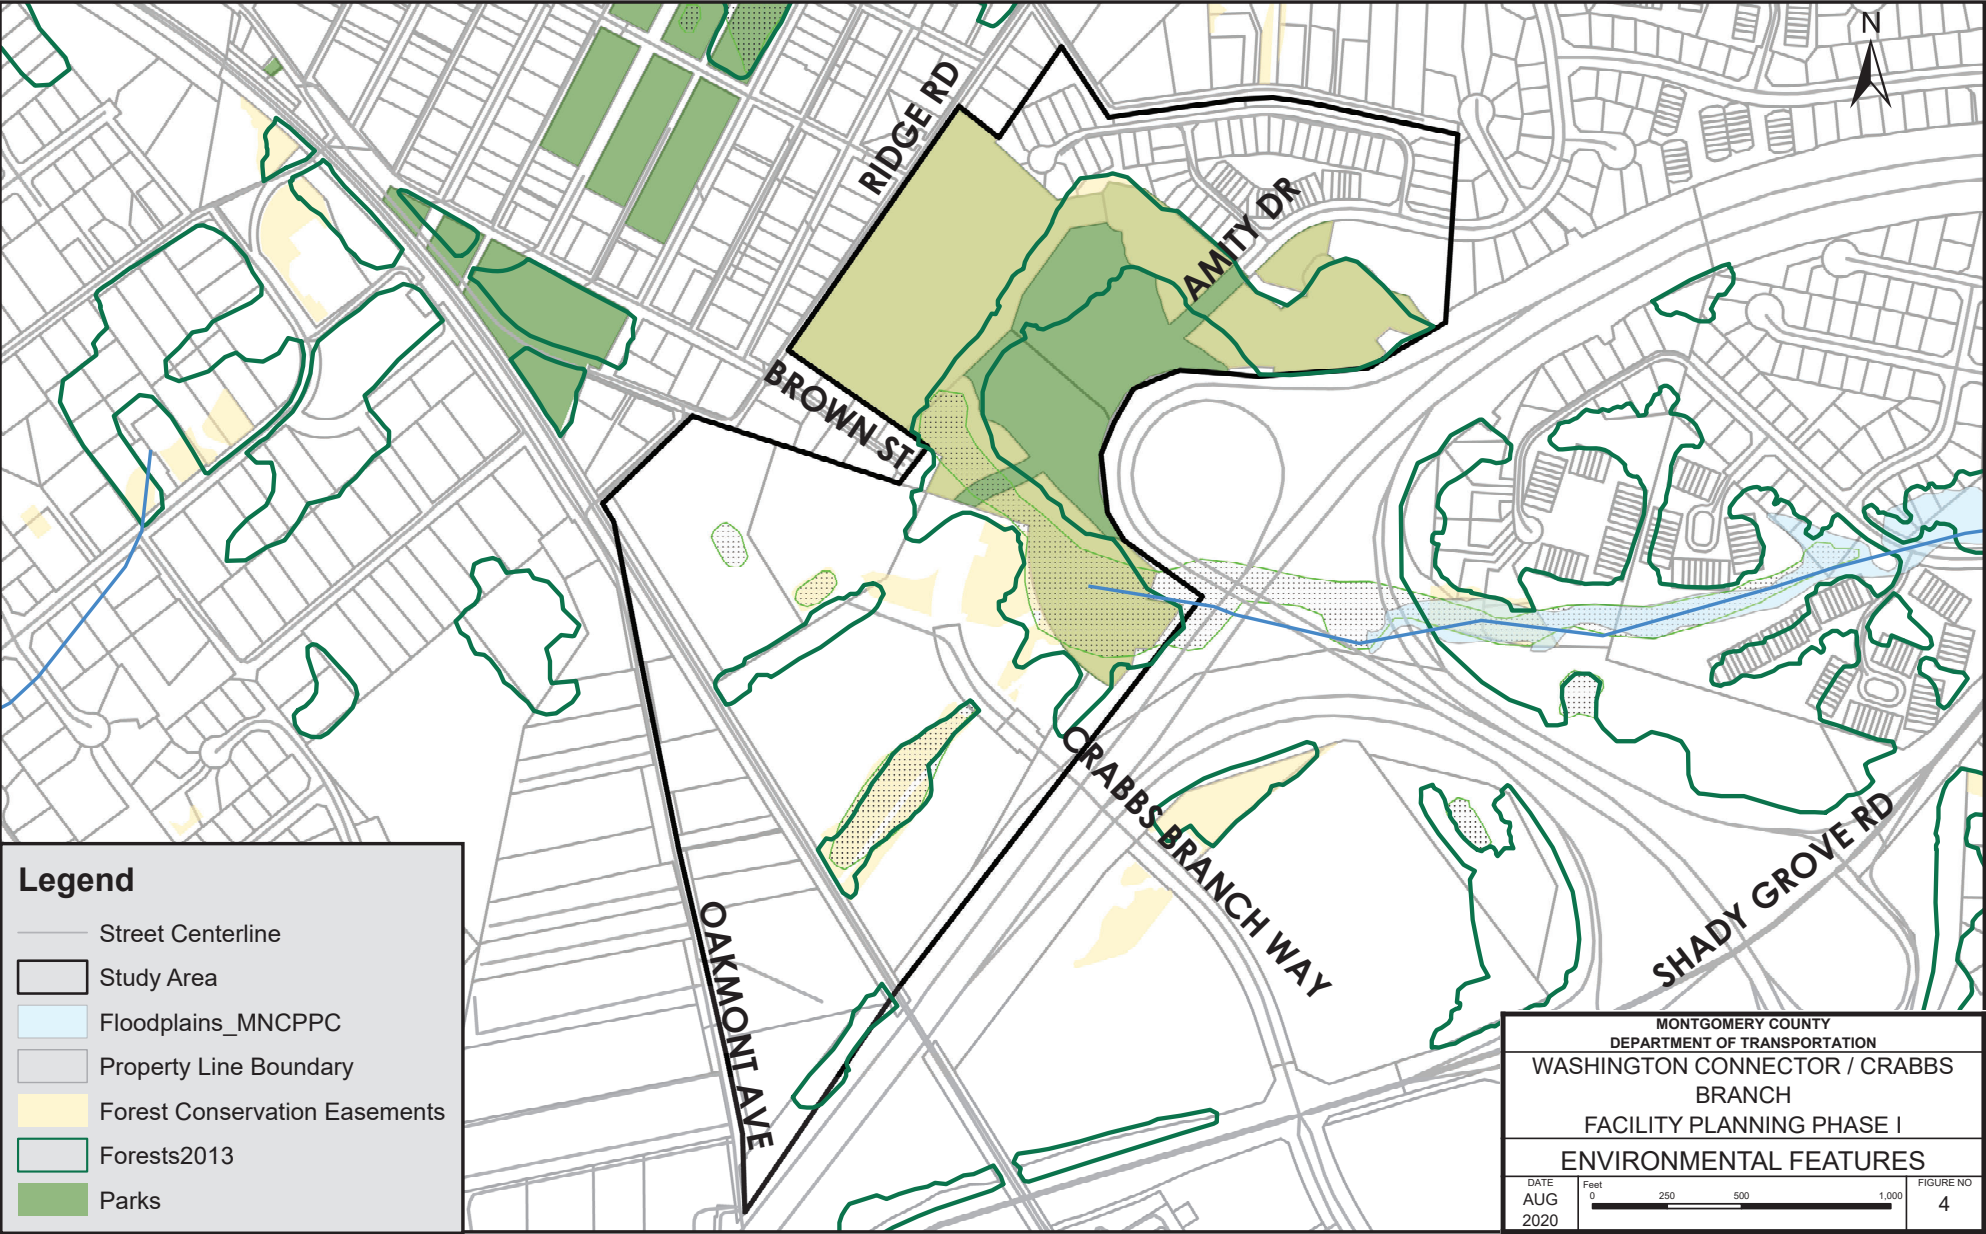 N
RIDGE RD
AMITY DR
BROWN ST
CRABBS BRANCH WAY
SHADY GROVE RD
OAKMONT AVE
Legend
Street Centerline
Study Area
Floodplains_MNCPPC
Property Line Boundary
Forest Conservation Easements
Forests2013
Parks
MONTGOMERY COUNTY
DEPARTMENT OF TRANSPORTATION
WASHINGTON CONNECTOR / CRABBS
BRANCH
FACILITY PLANNING PHASE I
ENVIRONMENTAL FEATURES
DATE
AUG
2020
Feet
0 250 500 1,000
FIGURE NO
4